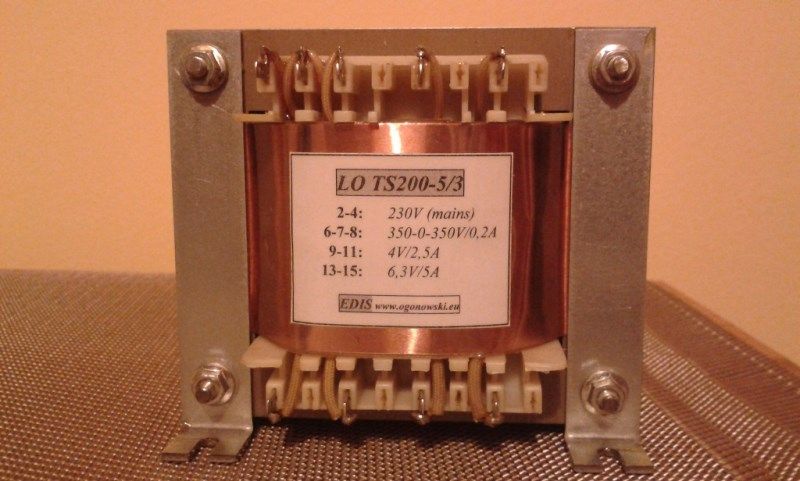 LO TS200-5/3
2-4: 230V (mains)
6-7-8: 350-0-350V/0,2A
9-11: 4V/2,5A
13-15: 6,3V/5A
EDIS www.ogonowski.eu